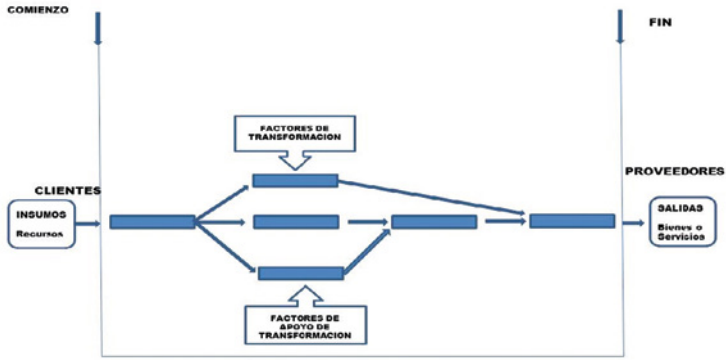 COMIENZO
FIN
FACTORES DE
TRANSFORMACION
CLIENTES
PROVEEDORES
INSUMOS
Recursos
SALIDAS
Bienes o
Servicios
FACTORES DE
APOYO DE
TRANSFORMACION